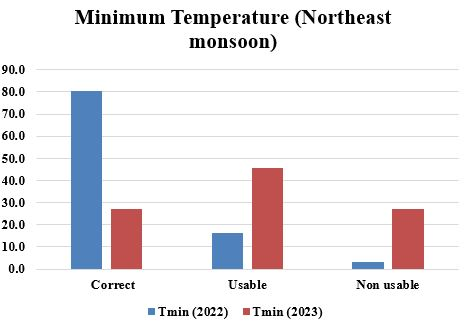 Minimum Temperature (Northeast
monsoon)
90.0
80.0
70.0
60.0
50.0
40.0
30.0
20.0
10.0
0.0
Correct Usable Non usable
Tmin (2022) Tmin (2023)